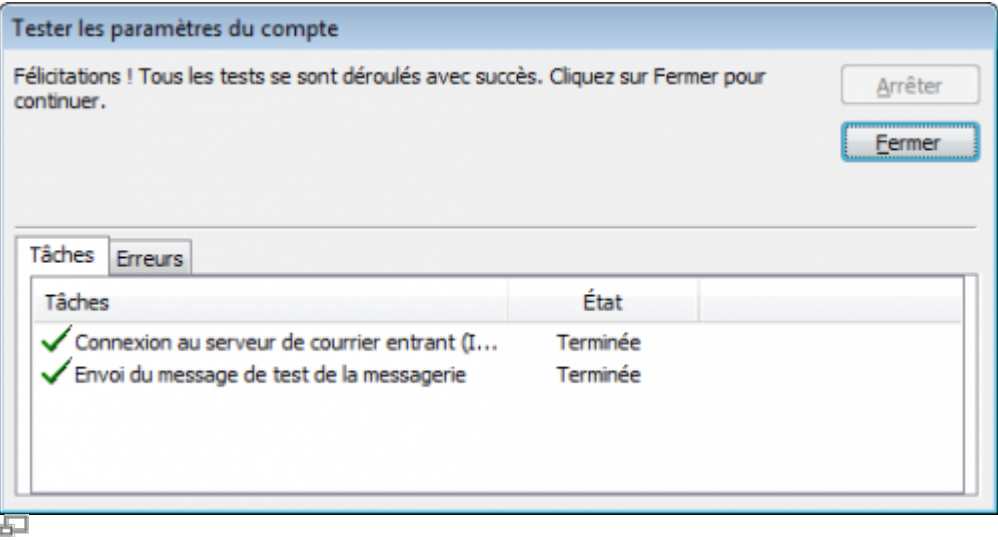 Tester les paramètres du compte
Félicitations ! Tous les tests se sont déroulés avec succès. Cliquez sur Fermer pour
continuer.
Arrêter
Fermer
Tâches Erreurs
Tâches État
Connexion au serveur de courrier entrant (I... Terminée
Envoi du message de test de la messagerie Terminée